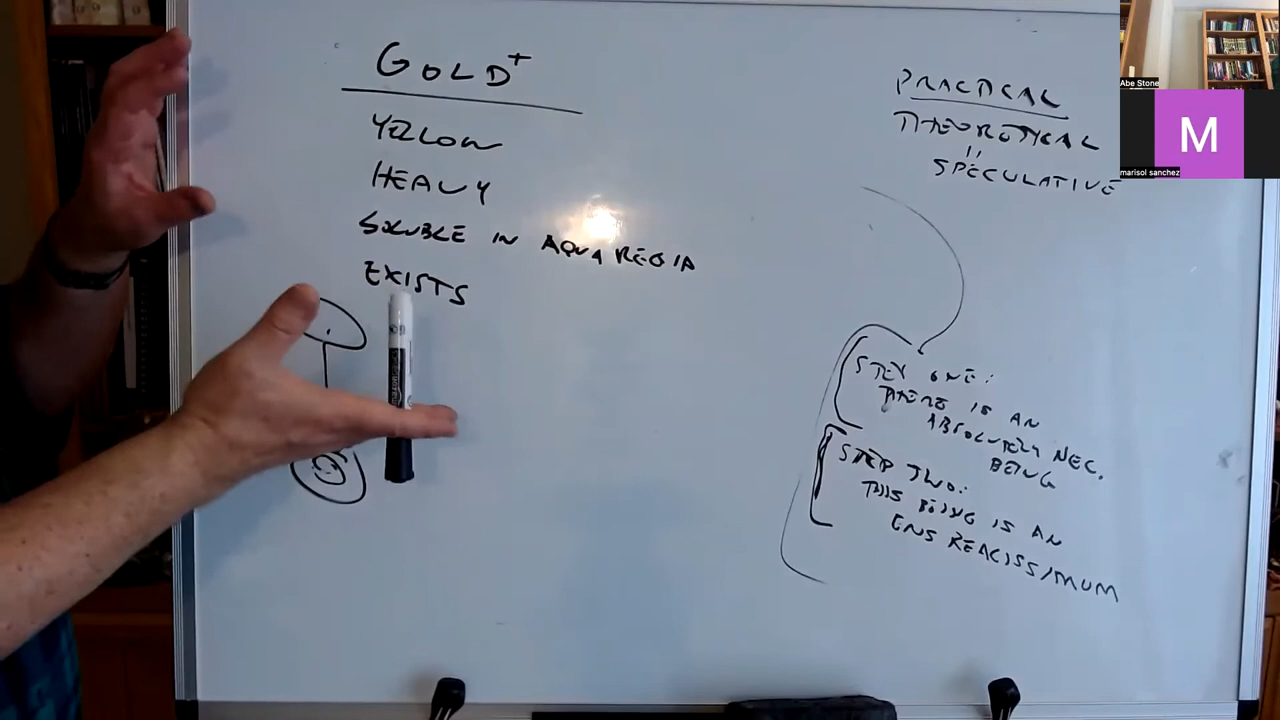 GOLD+
YELLOW
HEAVY
SOLUBLE IN AQUA REGIA
EXISTS
PRACTICAL
THEORETICAL
"
SPECULATIVE
STEP ONE:
THERE IS AN
ABSOLUTELY NEC.
BEING
STEP TWO:
THIS BEING IS AN
ENS REALISSIMUM
Abe Stone
M
marisol sanchez